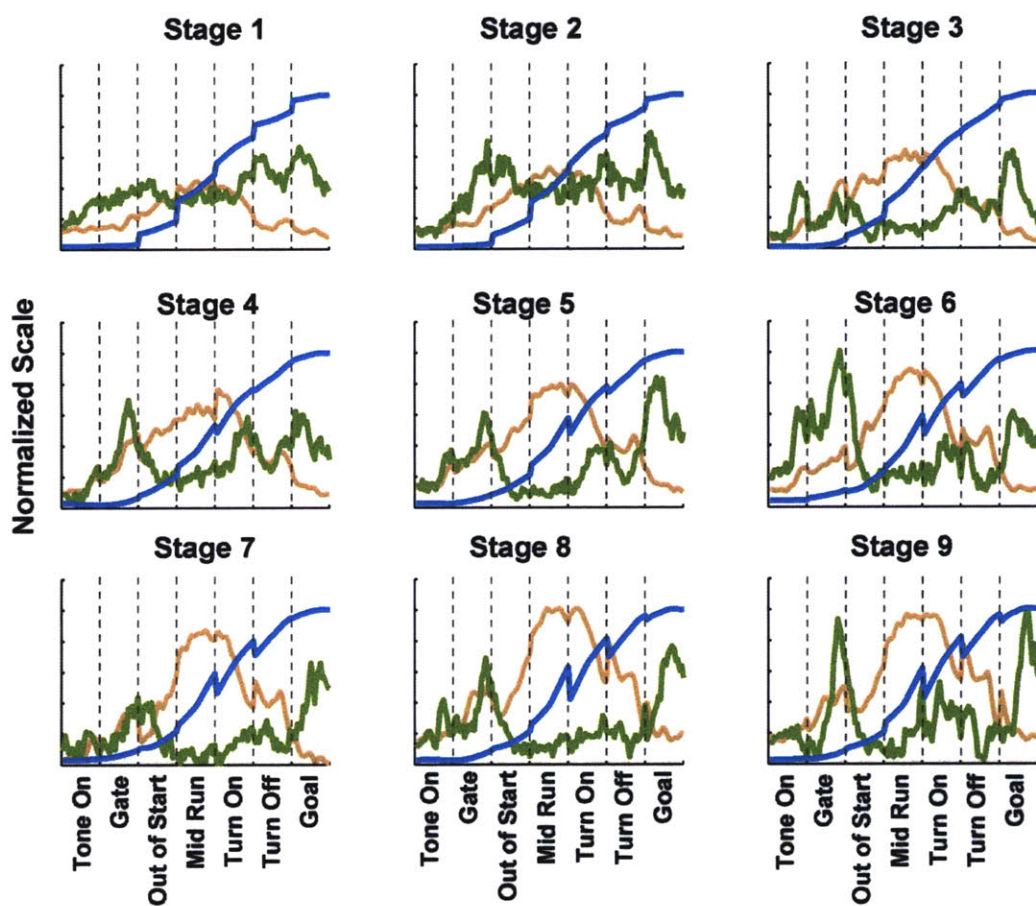 Stage 1
Stage 2
Stage 3
Normalized Scale
Stage 4
Stage 5
Stage 6
Stage 7
Stage 8
Stage 9
Tone On
Gate
Out of Start
Mid Run
Turn On
Turn Off
Goal
Tone On
Gate
Out of Start
Mid Run
Turn On
Turn Off
Goal
Tone On
Gate
Out of Start
Mid Run
Turn On
Turn Off
Goal